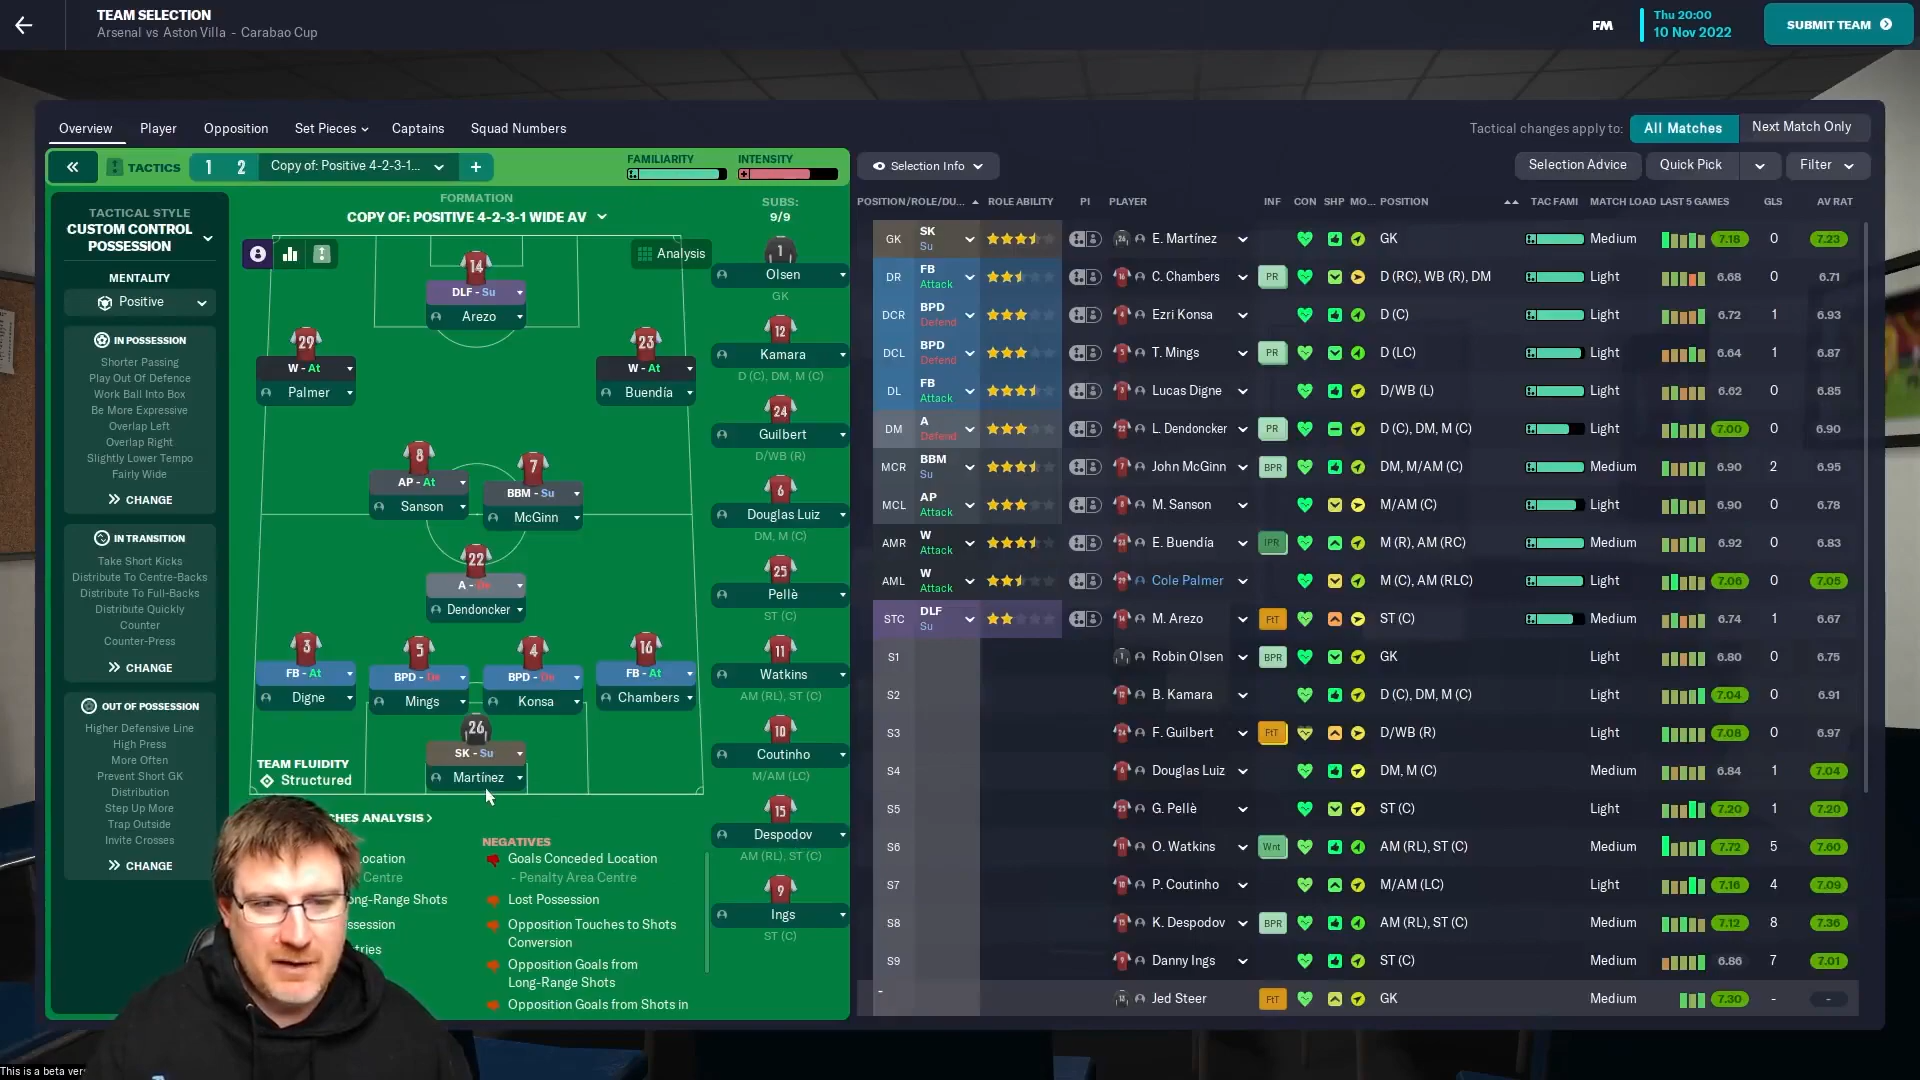 TEAM SELECTION
Arsenal vs Aston Villa - Carabao Cup
FM
Thu 20:00
10 Nov 2022
SUBMIT TEAM
Overview
Player
Opposition
Set Pieces
Captains
Squad Numbers
Tactical changes apply to:
All Matches
Next Match Only
TACTICS
1
2
Copy of: Positive 4-2-3-1...
+
FAMILIARITY
INTENSITY
Selection Info
Selection Advice
Quick Pick
Filter
TACTICAL STYLE
CUSTOM CONTROL
POSSESSION
MENTALITY
Positive
IN POSSESSION
Shorter Passing
Play Out Of Defence
Work Ball Into Box
Be More Expressive
Overlap Left
Overlap Right
Slightly Lower Tempo
Fairly Wide
CHANGE
IN TRANSITION
Take Short Kicks
Distribute To Centre-Backs
Distribute To Full-Backs
Distribute Quickly
Counter
Counter-Press
CHANGE
OUT OF POSSESSION
Higher Defensive Line
High Press
More Often
Prevent Short GK
Distribution
Step Up More
Trap Outside
Invite Crosses
CHANGE
FORMATION
COPY OF: POSITIVE 4-2-3-1 WIDE AV
Analysis
14
DLF - Su
Arezo
29
W - At
Palmer
23
W - At
Buendía
8
AP - At
Sanson
7
BBM - Su
McGinn
22
A - De
Dendoncker
3
FB - At
Digne
5
BPD - De
Mings
4
BPD - De
Konsa
16
FB - At
Chambers
26
SK - Su
Martínez
TEAM FLUIDITY
Structured
SUBS:
9/9
1
Olsen
GK
12
Kamara
D (C), DM, M (C)
24
Guilbert
D/WB (R)
6
Douglas Luiz
DM, M (C)
25
Pellè
ST (C)
11
Watkins
AM (RL), ST (C)
10
Coutinho
M/AM (LC)
15
Despodov
AM (RL), ST (C)
9
Ings
ST (C)
CHES ANALYSIS
NEGATIVES
Goals Conceded Location
- Penalty Area Centre
Lost Possession
Opposition Touches to Shots
Conversion
Opposition Goals from
Long-Range Shots
Opposition Goals from Shots in
ocation
Centre
ong-Range Shots
ssession
tries
POSITION/ROLE/DU... ROLE ABILITY PI PLAYER INF CON SHP MO... POSITION TAC FAMI MATCH LOAD LAST 5 GAMES GLS AV RAT
GK SK Su E. Martínez GK Medium 7.18 0 7.23
DR FB Attack C. Chambers PR D (RC), WB (R), DM Light 6.68 0 6.71
DCR BPD Defend Ezri Konsa D (C) Light 6.72 1 6.93
DCL BPD Defend T. Mings PR D (LC) Light 6.64 1 6.87
DL FB Attack Lucas Digne D/WB (L) Light 6.62 0 6.85
DM A Defend L. Dendoncker PR D (C), DM, M (C) Light 7.00 0 6.90
MCR BBM Su John McGinn BPR DM, M/AM (C) Medium 6.90 2 6.95
MCL AP Attack M. Sanson M/AM (C) Light 6.90 0 6.78
AMR W Attack E. Buendía IPR M (R), AM (RC) Medium 6.92 0 6.83
AML W Attack Cole Palmer M (C), AM (RLC) Light 7.06 0 7.05
STC DLF Su M. Arezo FtT ST (C) Medium 6.74 1 6.67
S1 Robin Olsen BPR GK Light 6.80 0 6.75
S2 B. Kamara D (C), DM, M (C) Light 7.04 0 6.91
S3 F. Guilbert FtT D/WB (R) Light 7.08 0 6.97
S4 Douglas Luiz DM, M (C) Medium 6.84 1 7.04
S5 G. Pellè ST (C) Light 7.20 1 7.20
S6 O. Watkins Wnt AM (RL), ST (C) Medium 7.72 5 7.60
S7 P. Coutinho M/AM (LC) Light 7.16 4 7.09
S8 K. Despodov BPR AM (RL), ST (C) Medium 7.12 8 7.36
S9 Danny Ings ST (C) Medium 6.86 7 7.01
- Jed Steer FtT GK Medium 7.30 - -
This is a beta ver